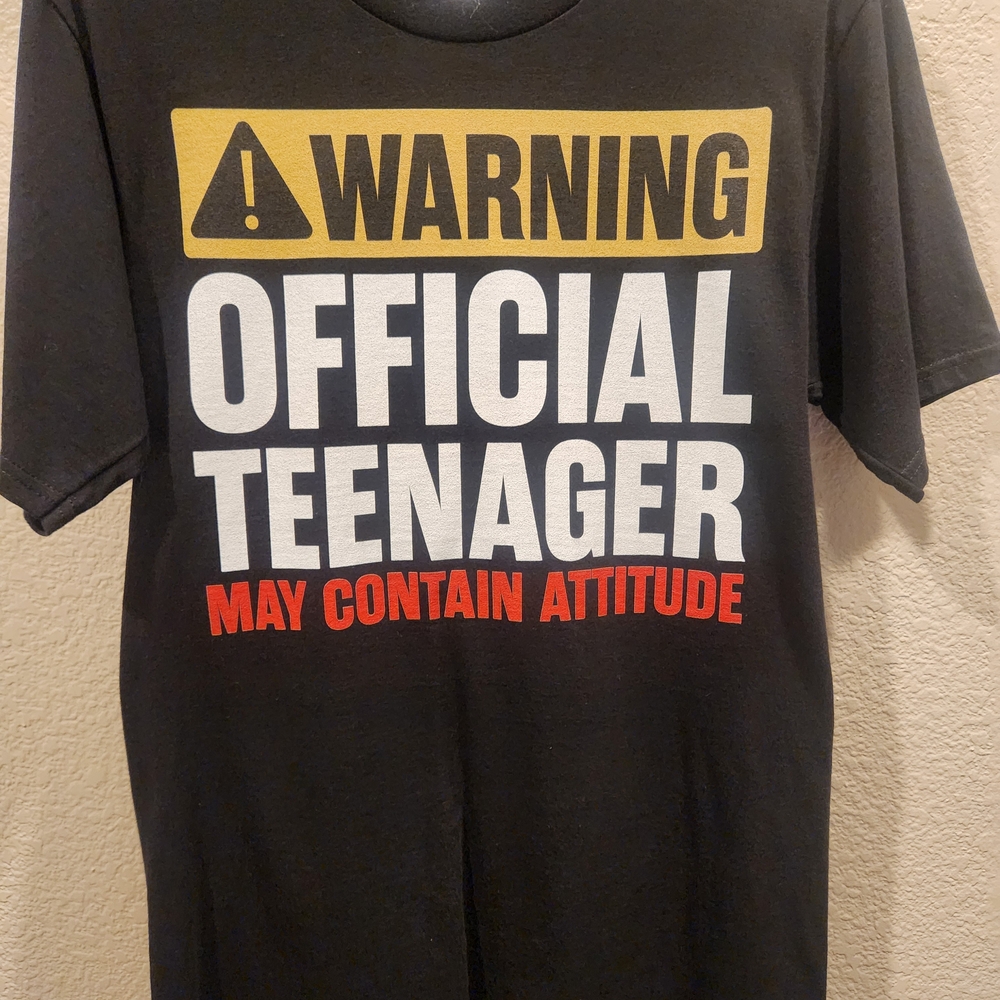 WARNING
OFFICIAL
TEENAGER
MAY CONTAIN ATTITUDE